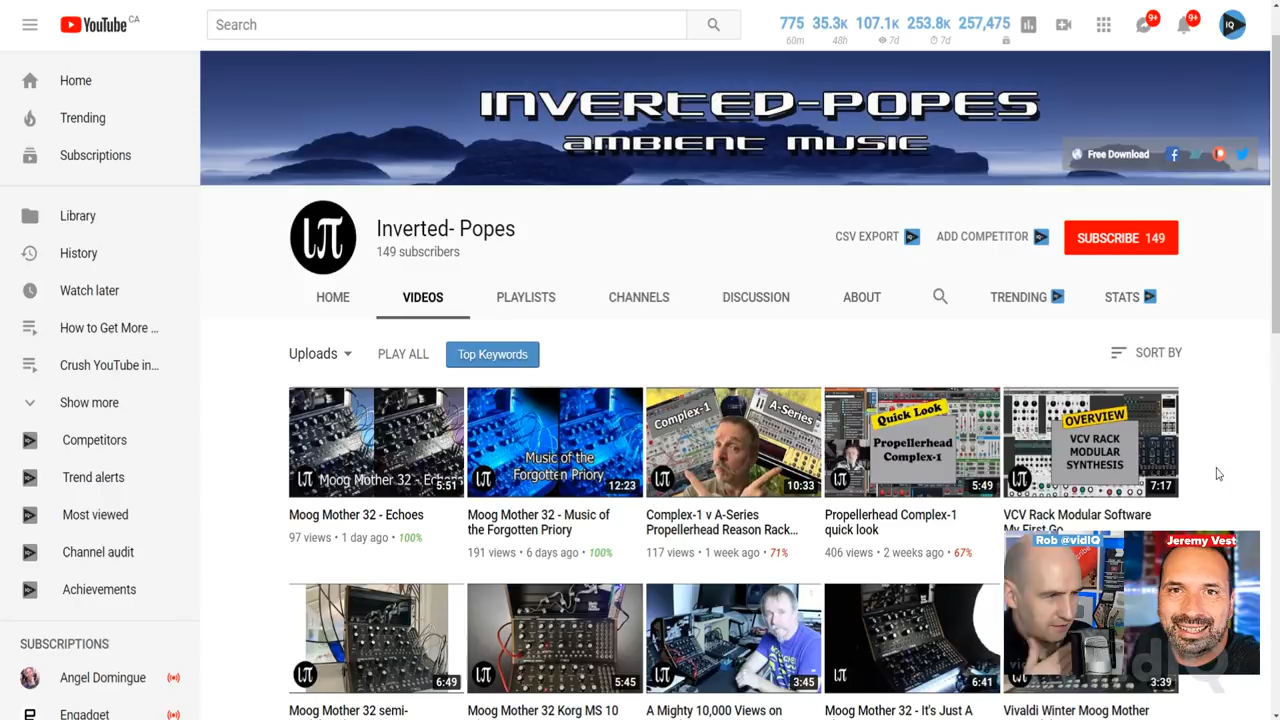 YouTube CA
Search
775 35.3K 107.1K 253.8K 257,475
60m 48h 7d 7d
9+ 9+
IQ
Home
Trending
Subscriptions
Library
History
Watch later
How to Get More ...
Crush YouTube in...
Show more
Competitors
Trend alerts
Most viewed
Channel audit
Achievements
SUBSCRIPTIONS
Angel Domingue
Engadget
INVERTED-POPES
AMBIENT MUSIC
Free Download
Inverted- Popes
149 subscribers
CSV EXPORT ADD COMPETITOR SUBSCRIBE 149
HOME VIDEOS PLAYLISTS CHANNELS DISCUSSION ABOUT TRENDING STATS
Uploads PLAY ALL Top Keywords SORT BY
Moog Mother 32 - Echoes 5:51
Music of the
Forgotten Priory 12:23
Complex-1 A-Series 10:33
Quick Look
Propellerhead
Complex-1 5:49
OVERVIEW
VCV RACK
MODULAR
SYNTHESIS 7:17
Moog Mother 32 - Echoes
97 views • 1 day ago • 100%
Moog Mother 32 - Music of
the Forgotten Priory
191 views • 6 days ago • 100%
Complex-1 v A-Series
Propellerhead Reason Rack...
117 views • 1 week ago • 71%
Propellerhead Complex-1
quick look
406 views • 2 weeks ago • 67%
VCV Rack Modular Software
My First Go
Rob @vidIQ Jeremy Vest
vidIQ
6:49 5:45 3:45 6:41 3:39
Moog Mother 32 semi-
Moog Mother 32 Korg MS 10
A Mighty 10,000 Views on
Moog Mother 32 - It's Just A
Vivaldi Winter Moog Mother